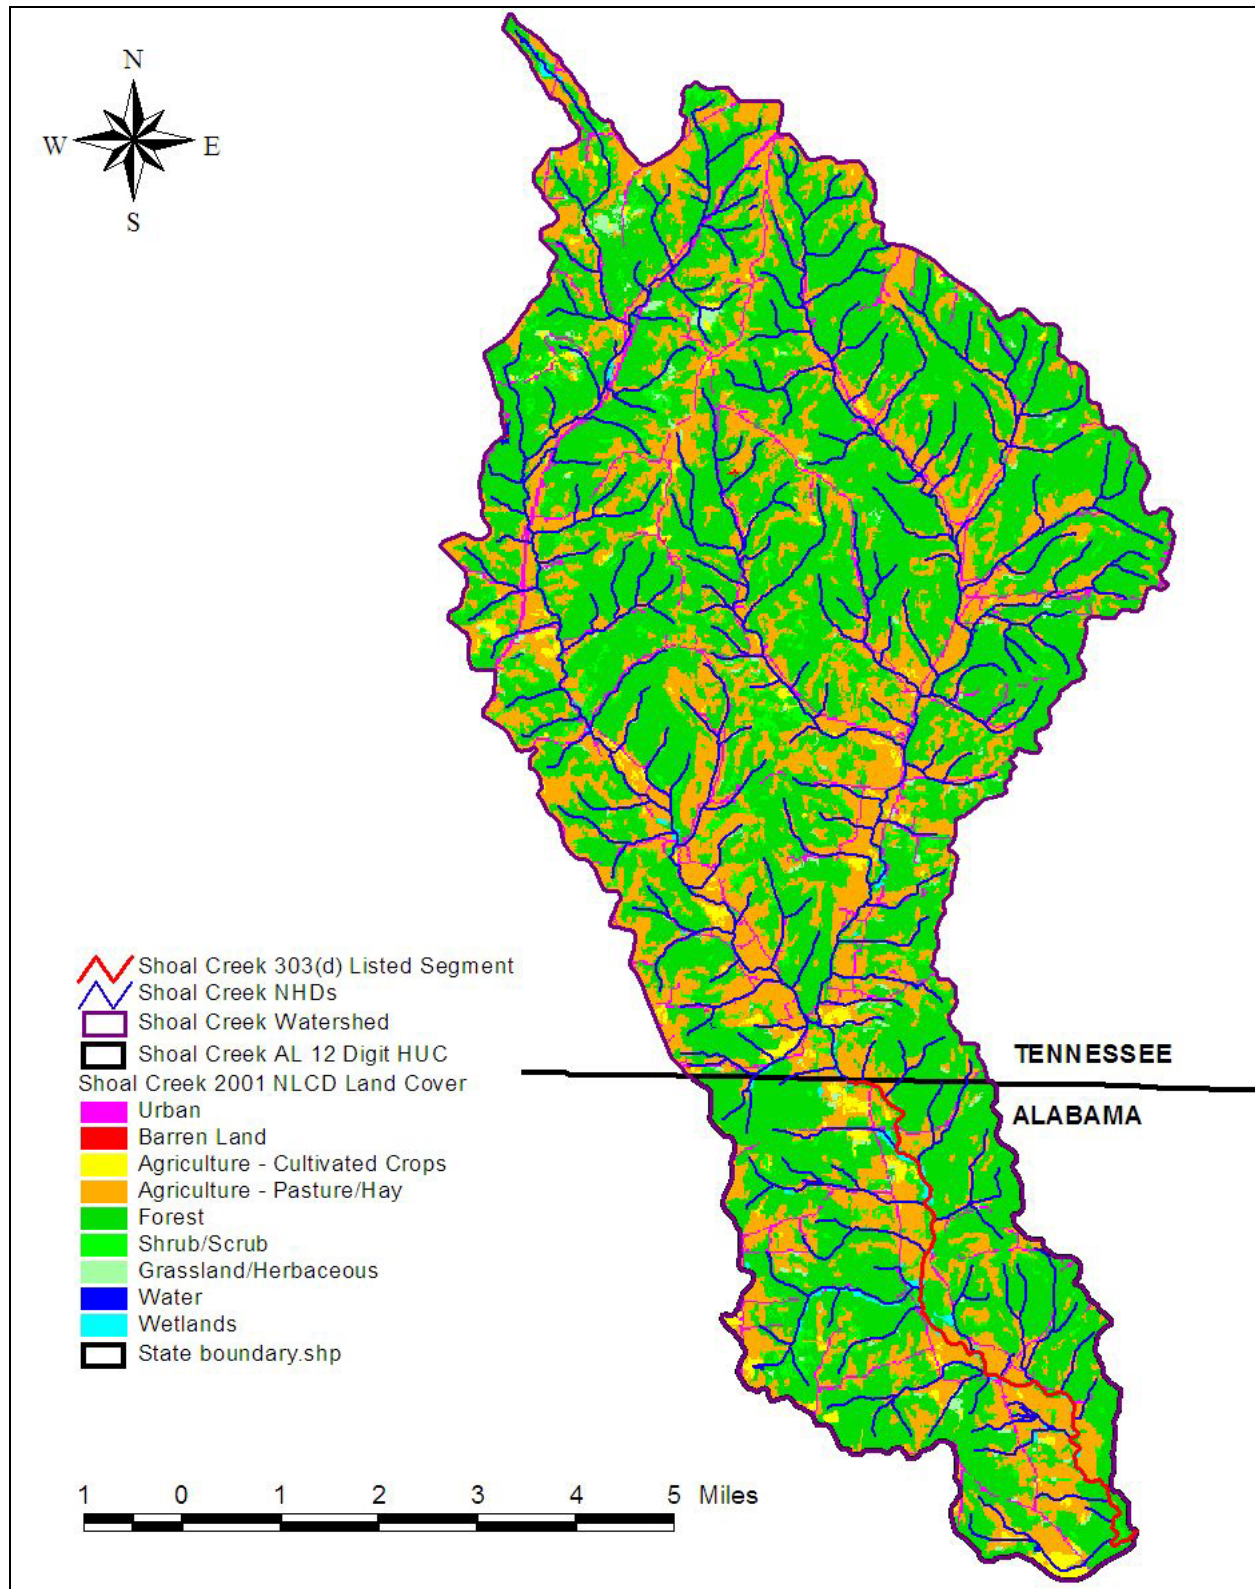 N
W E
S
Shoal Creek 303(d) Listed Segment
Shoal Creek NHDs
Shoal Creek Watershed
Shoal Creek AL 12 Digit HUC
Shoal Creek 2001 NLCD Land Cover
Urban
Barren Land
Agriculture - Cultivated Crops
Agriculture - Pasture/Hay
Forest
Shrub/Scrub
Grassland/Herbaceous
Water
Wetlands
State boundary.shp
TENNESSEE
ALABAMA
1 0 1 2 3 4 5 Miles